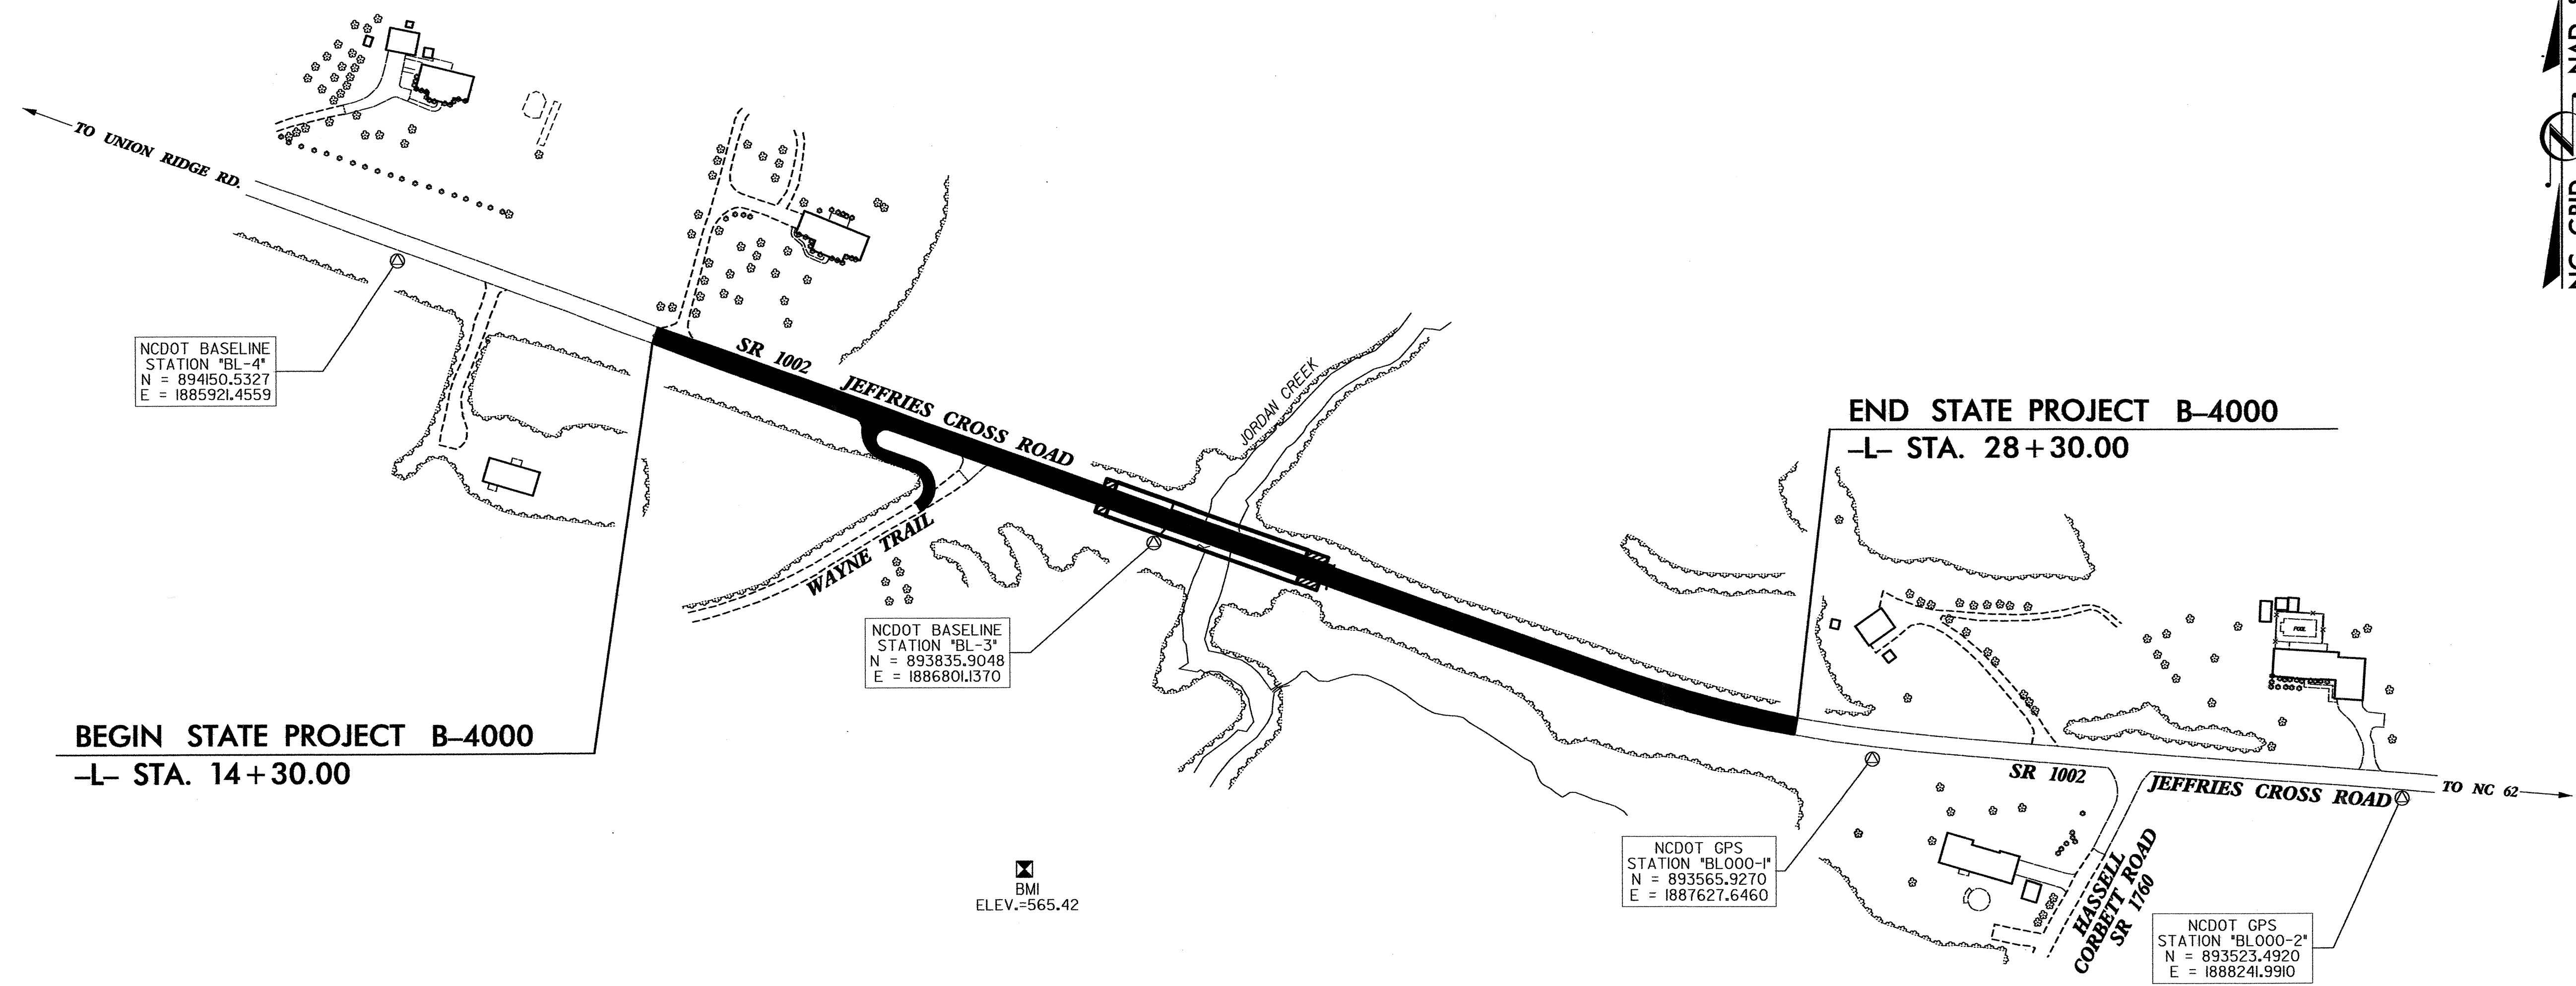 TO UNION RIDGE RD.
NCDOT BASELINE
STATION "BL-4"
N = 894150.5327
E = 1885921.4559
SR 1002
JEFFRIES CROSS ROAD
JORDAN CREEK
WAYNE TRAIL
NCDOT BASELINE
STATION "BL-3"
N = 893835.9048
E = 1886801.1370
BEGIN STATE PROJECT B-4000
-L- STA. 14+30.00
END STATE PROJECT B-4000
-L- STA. 28+30.00
POOL
BM1
ELEV.=565.42
NCDOT GPS
STATION "BL000-1"
N = 893565.9270
E = 1887627.6460
SR 1002
JEFFRIES CROSS ROAD
TO NC 62
HASSELL
CORBETT ROAD
SR 1760
NCDOT GPS
STATION "BL000-2"
N = 893523.4920
E = 1888241.9910
NC GRID
NAD